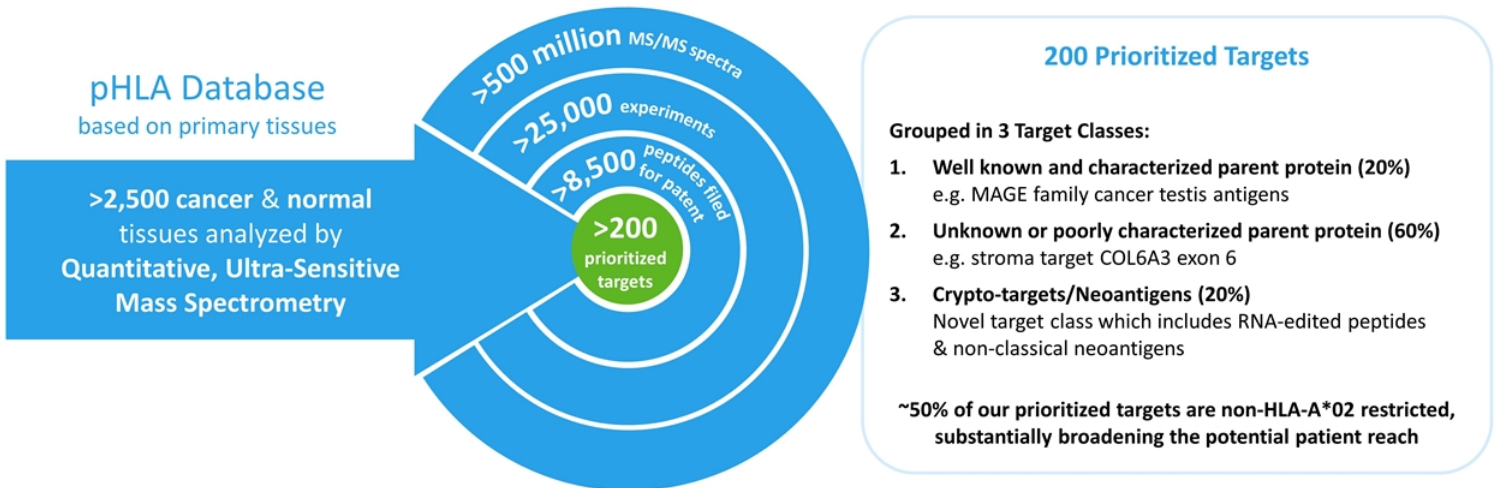 pHLA Database
based on primary tissues
>2,500 cancer & normal
tissues analyzed by
Quantitative, Ultra-Sensitive
Mass Spectrometry
>500 million MS/MS spectra
>25,000 experiments
>8,500 peptides filed
for patent
>200
prioritized
targets
200 Prioritized Targets
Grouped in 3 Target Classes:
1. Well known and characterized parent protein (20%)
e.g. MAGE family cancer testis antigens
2. Unknown or poorly characterized parent protein (60%)
e.g. stroma target COL6A3 exon 6
3. Crypto-targets/Neoantigens (20%)
Novel target class which includes RNA-edited peptides
& non-classical neoantigens
~50% of our prioritized targets are non-HLA-A*02 restricted,
substantially broadening the potential patient reach